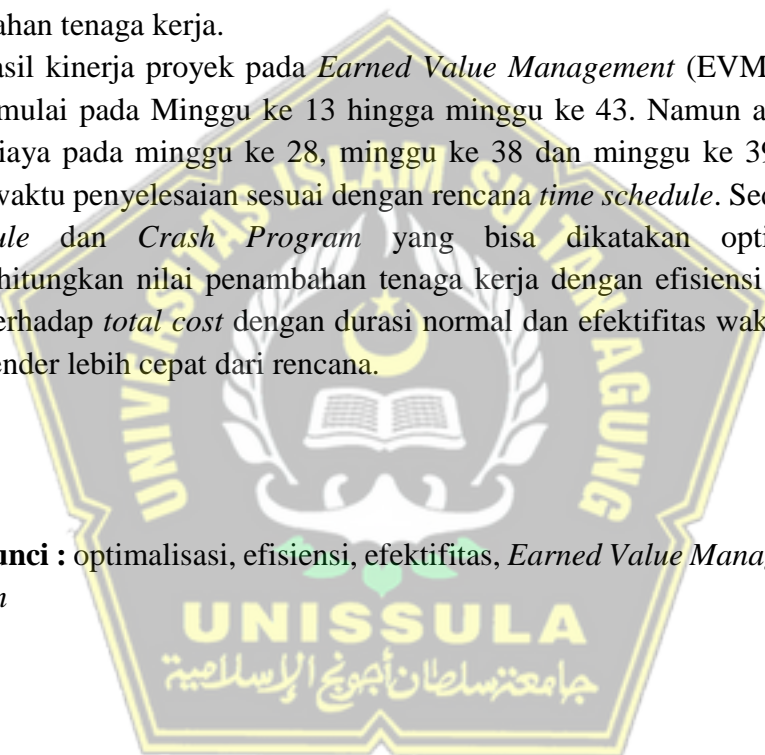 ahan tenaga kerja.
asil kinerja proyek pada Earned Value Management (EVM
mulai pada Minggu ke 13 hingga minggu ke 43. Namun a
iaya pada minggu ke 28, minggu ke 38 dan minggu ke 39
waktu penyelesaian sesuai dengan rencana time schedule. Sec
ule dan Crash Program yang bisa dikatakan opti
hitungkan nilai penambahan tenaga kerja dengan efisiensi
erhadap total cost dengan durasi normal dan efektifitas wak
ender lebih cepat dari rencana.
unci : optimalisasi, efisiensi, efektifitas, Earned Value Mana
n
UNIVERSITAS ISLAM SULTAN AGUNG
UNISSULA
جامعتسلطان أجونج الإسلامية